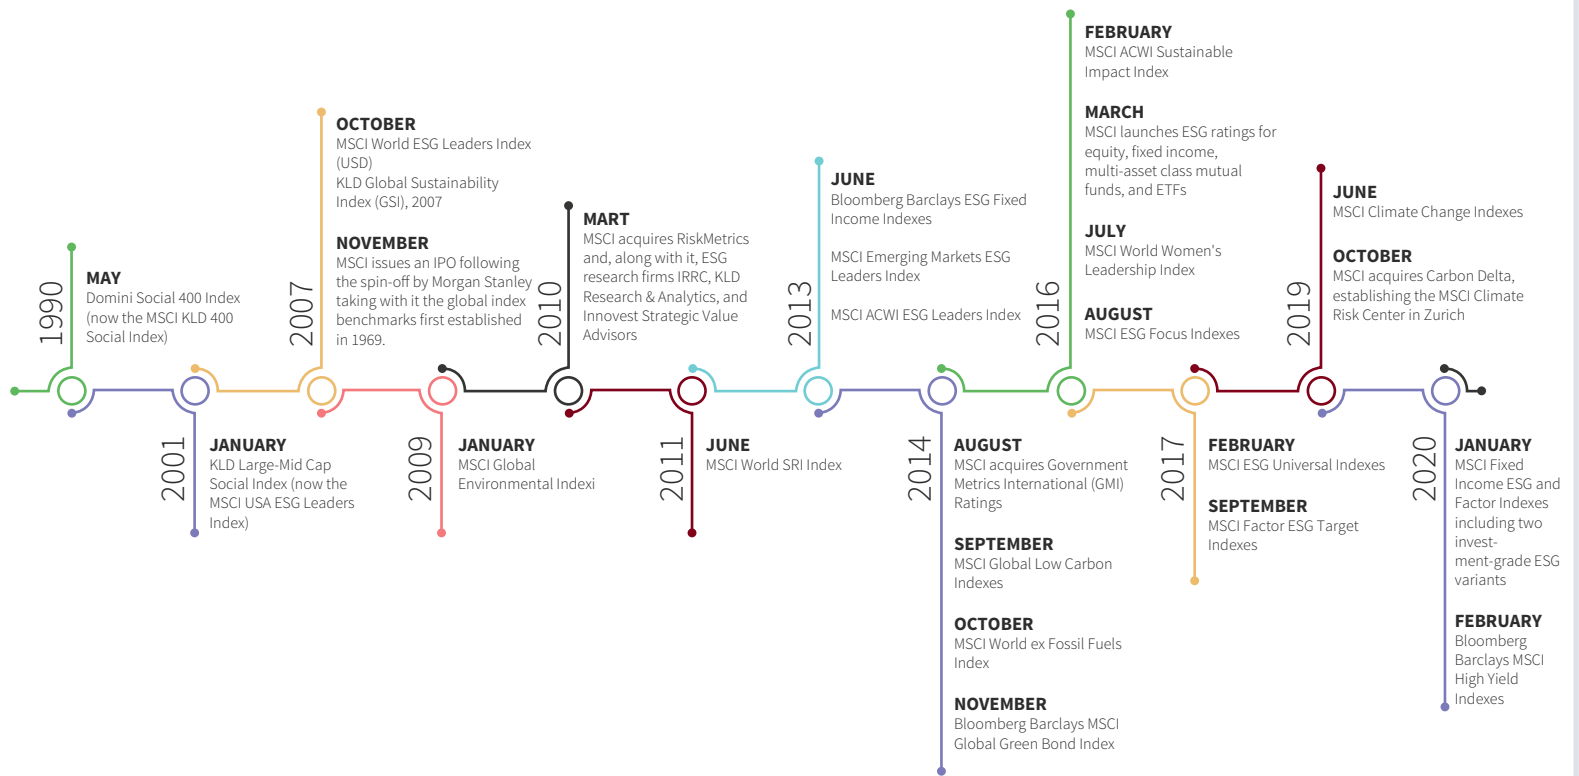 1990
MAY
Domini Social 400 Index
(now the MSCI KLD 400
Social Index)
2001
JANUARY
KLD Large-Mid Cap
Social Index (now the
MSCI USA ESG Leaders
Index)
2007
OCTOBER
MSCI World ESG Leaders Index
(USD)
KLD Global Sustainability
Index (GSI), 2007
NOVEMBER
MSCI issues an IPO following
the spin-off by Morgan Stanley
taking with it the global index
benchmarks first established
in 1969.
2009
JANUARY
MSCI Global
Environmental Indexi
2010
MART
MSCI acquires RiskMetrics
and, along with it, ESG
research firms IRRC, KLD
Research & Analytics, and
Innovest Strategic Value
Advisors
2011
JUNE
MSCI World SRI Index
2013
JUNE
Bloomberg Barclays ESG Fixed
Income Indexes
MSCI Emerging Markets ESG
Leaders Index
MSCI ACWI ESG Leaders Index
2014
AUGUST
MSCI acquires Government
Metrics International (GMI)
Ratings
SEPTEMBER
MSCI Global Low Carbon
Indexes
OCTOBER
MSCI World ex Fossil Fuels
Index
NOVEMBER
Bloomberg Barclays MSCI
Global Green Bond Index
2016
FEBRUARY
MSCI ACWI Sustainable
Impact Index
MARCH
MSCI launches ESG ratings for
equity, fixed income,
multi-asset class mutual
funds, and ETFs
JULY
MSCI World Women's
Leadership Index
AUGUST
MSCI ESG Focus Indexes
2017
FEBRUARY
MSCI ESG Universal Indexes
SEPTEMBER
MSCI Factor ESG Target
Indexes
2019
JUNE
MSCI Climate Change Indexes
OCTOBER
MSCI acquires Carbon Delta,
establishing the MSCI Climate
Risk Center in Zurich
2020
JANUARY
MSCI Fixed
Income ESG and
Factor Indexes
including two
invest-
ment-grade ESG
variants
FEBRUARY
Bloomberg
Barclays MSCI
High Yield
Indexes